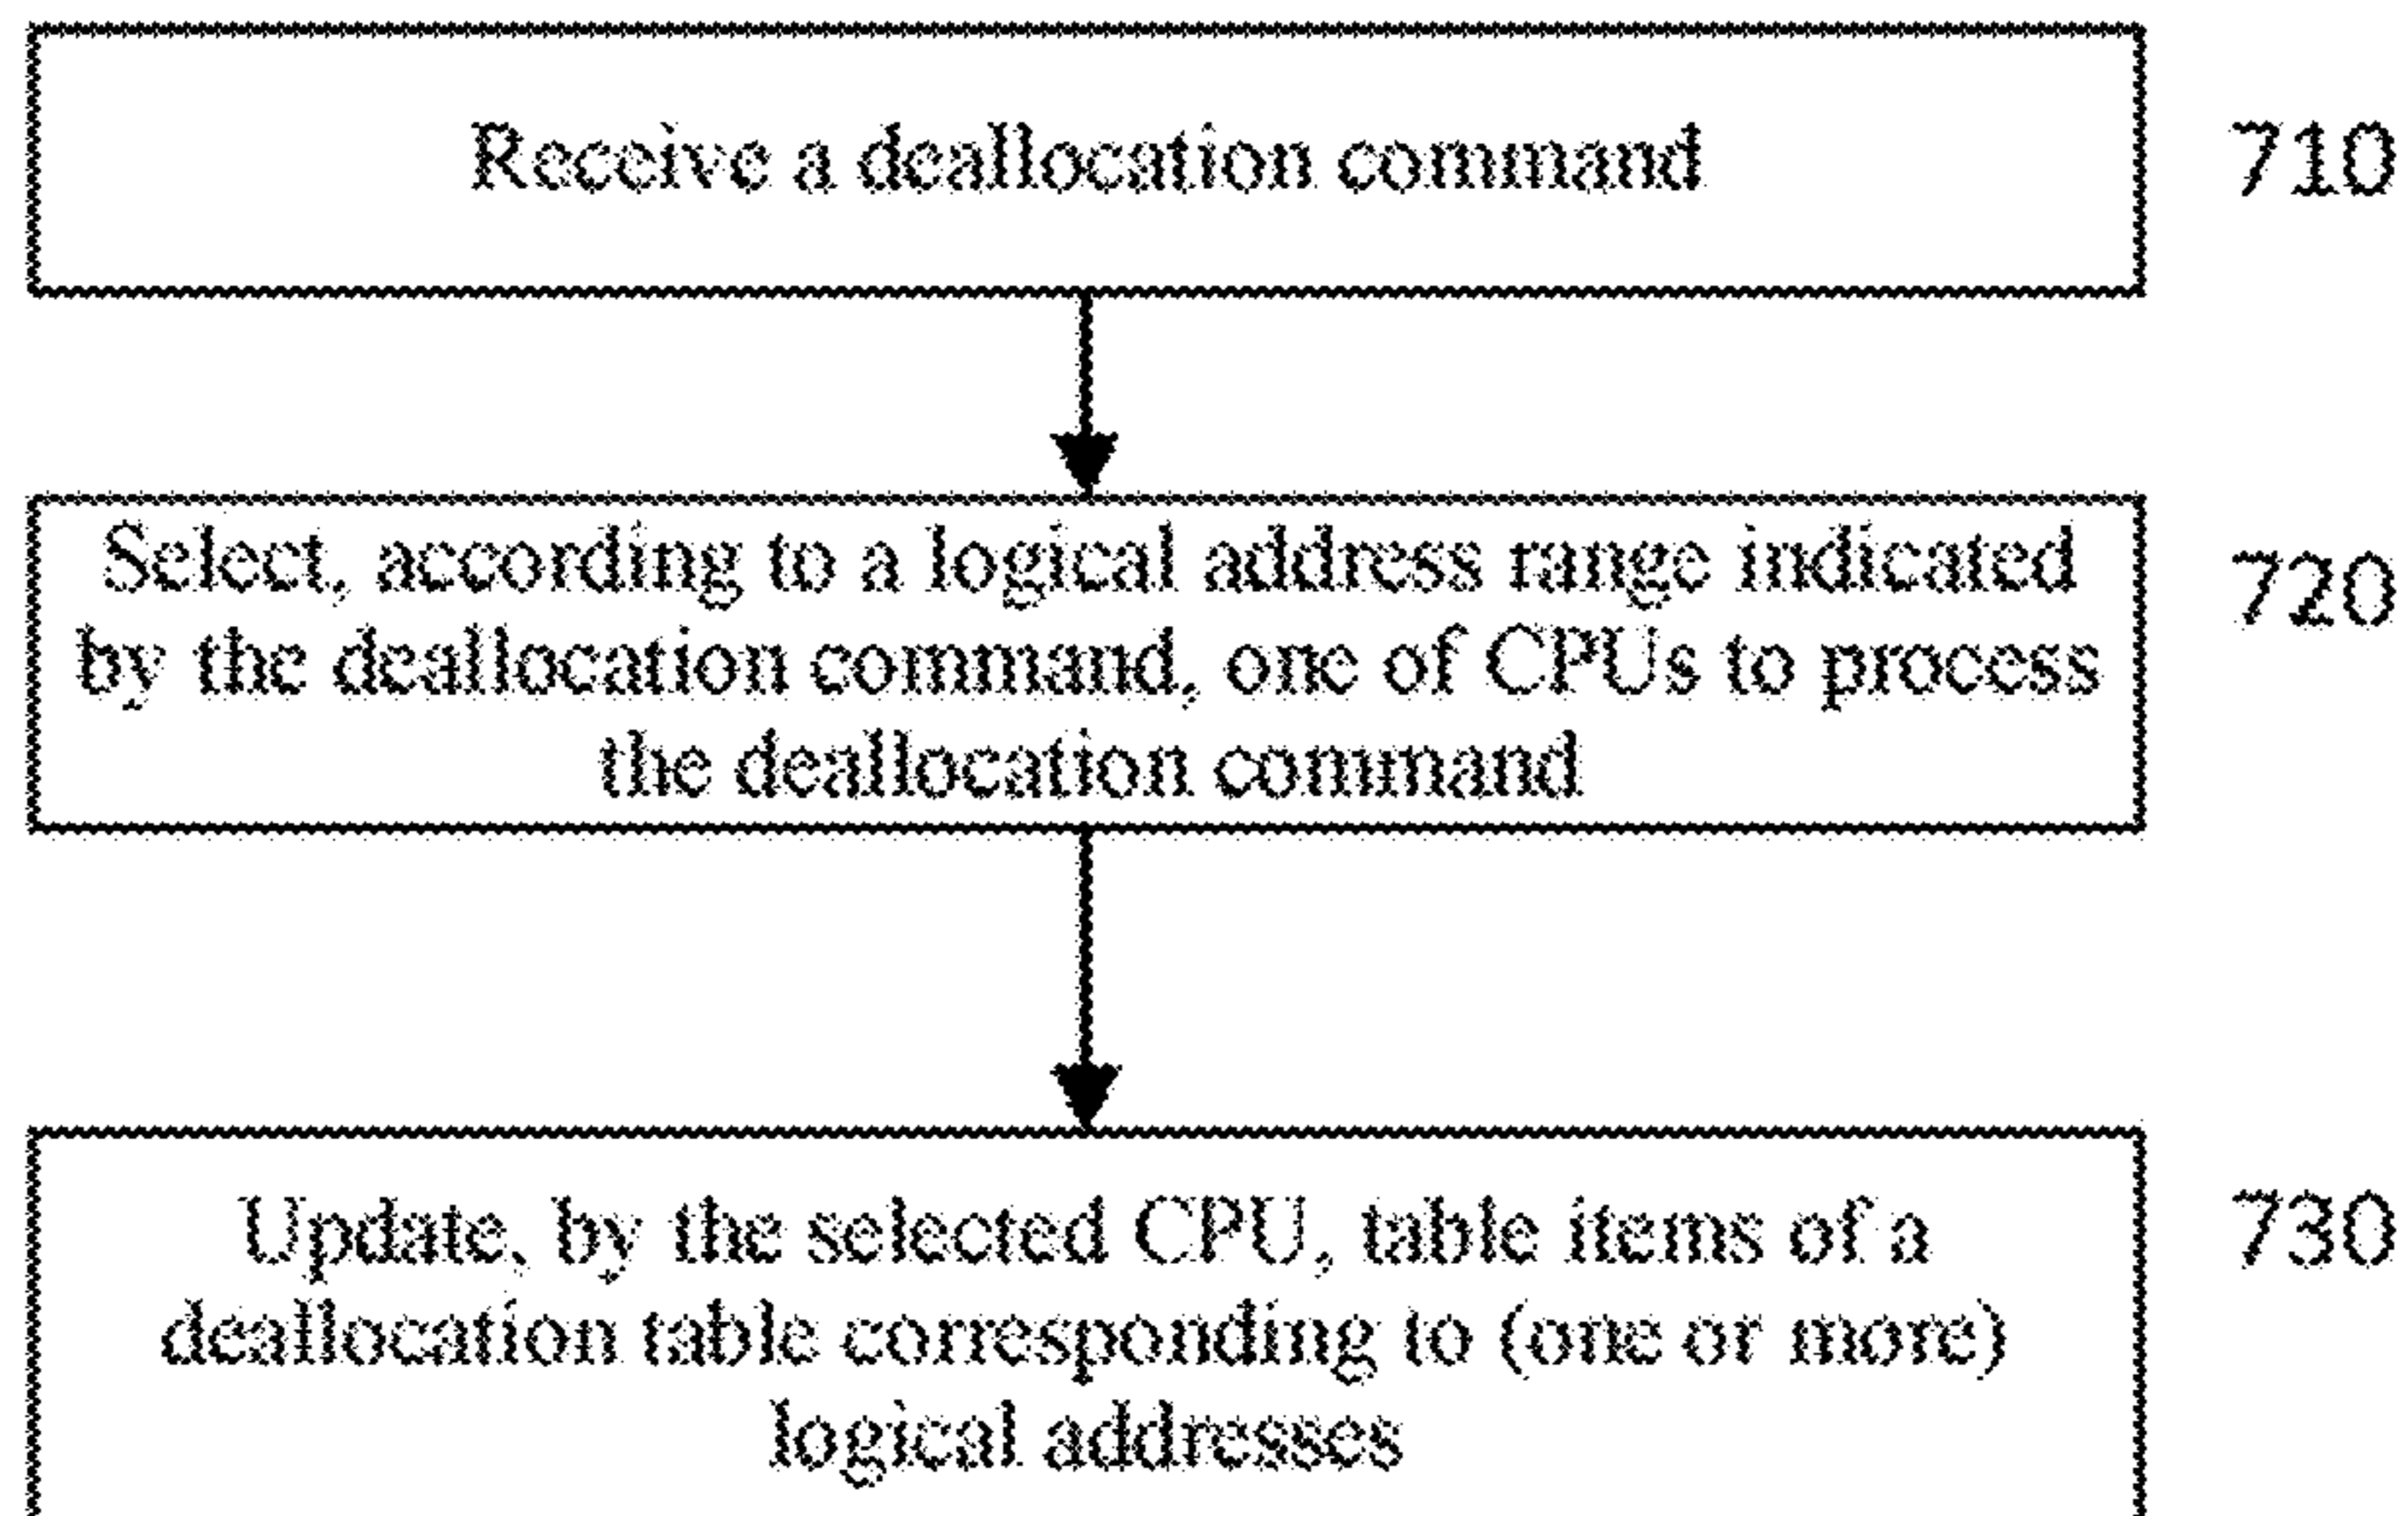 Receive a deallocation command
710
Select, according to a logical address range indicated
by the deallocation command, one of CPUs to process
the deallocation command
720
Update, by the selected CPU, table items of a
deallocation table corresponding to (one or more)
logical addresses
730